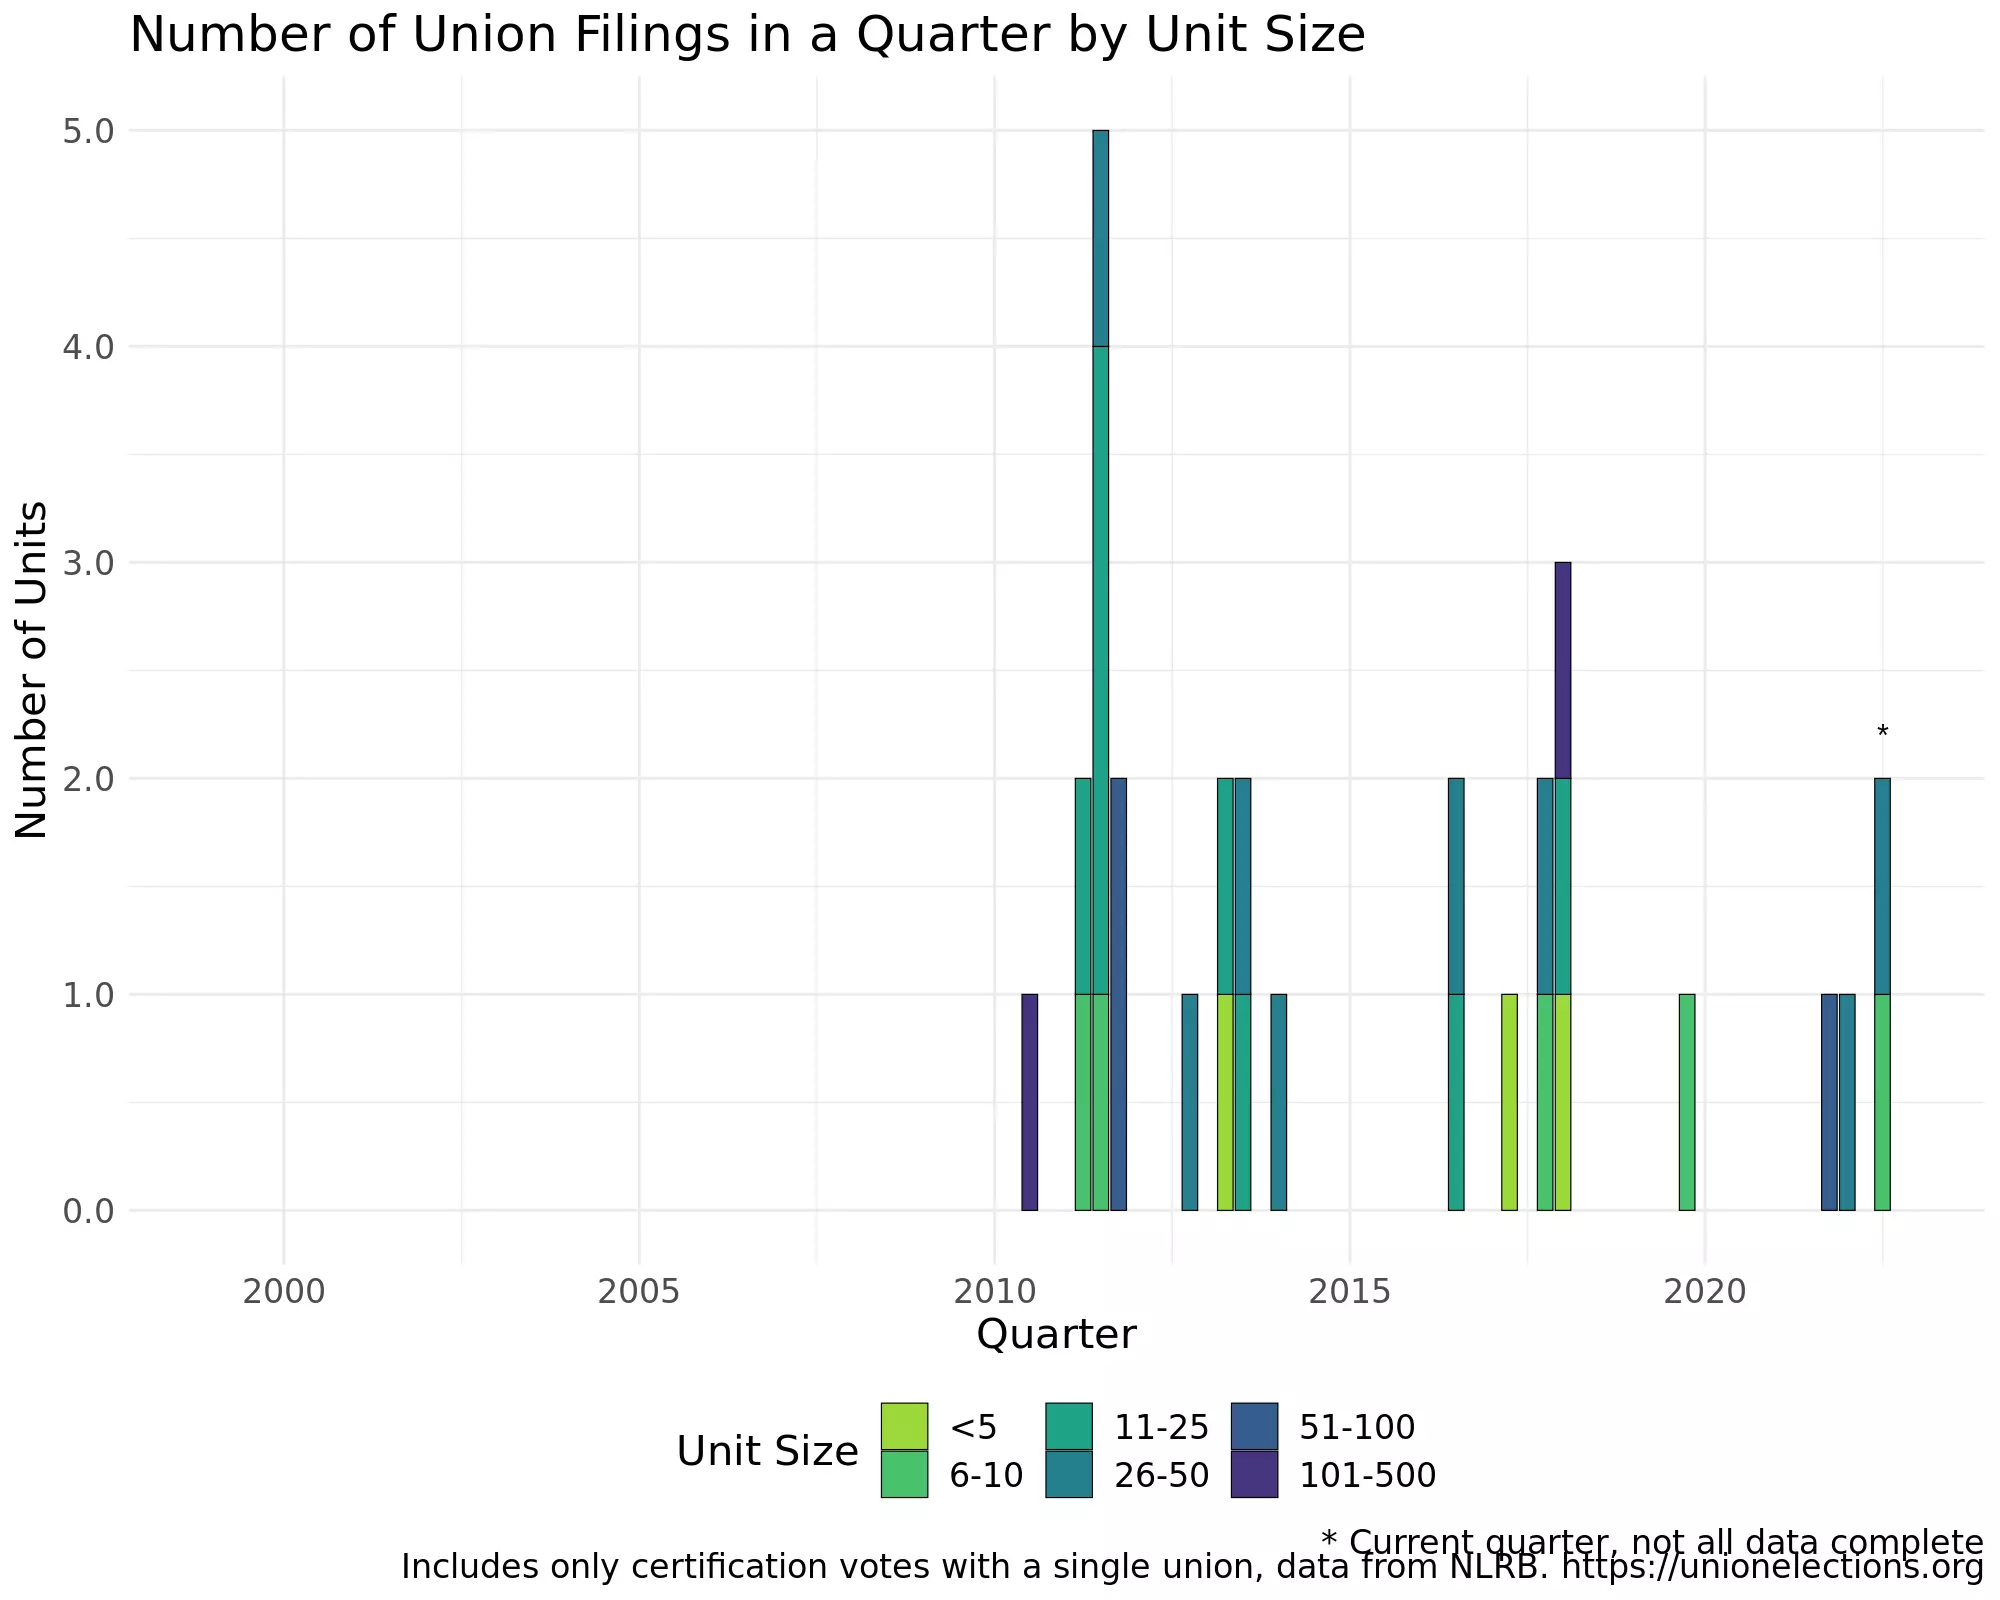 Number of Union Filings in a Quarter by Unit Size
Number of Units
5.0
4.0
3.0
2.0
1.0
0.0
*
2000 2005 2010 2015 2020
Quarter
Unit Size
<5 11-25 51-100
6-10 26-50 101-500
* Current quarter, not all data complete
Includes only certification votes with a single union, data from NLRB. https://unionelections.org